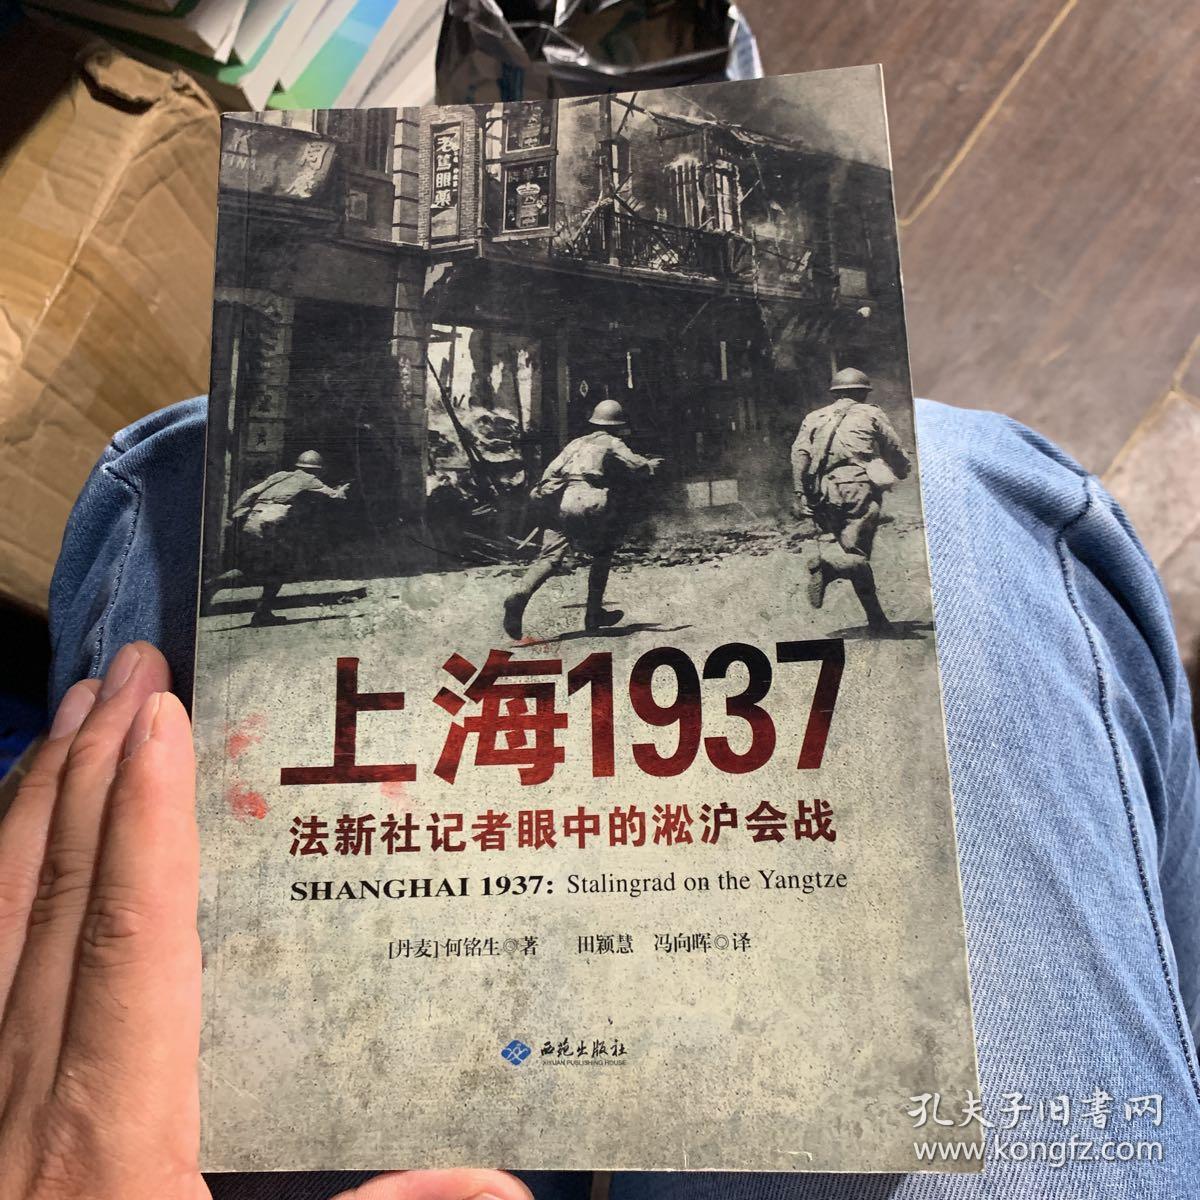 老篤眼藥
上海1937
法新社记者眼中的淞沪会战
SHANGHAI 1937: Stalingrad on the Yangtze
[丹麦]何铭生◎著 田颖慧 冯向晖◎译
西苑出版社
XIYUAN PUBLISHING HOUSE
孔夫子旧書网
www.kongfz.com